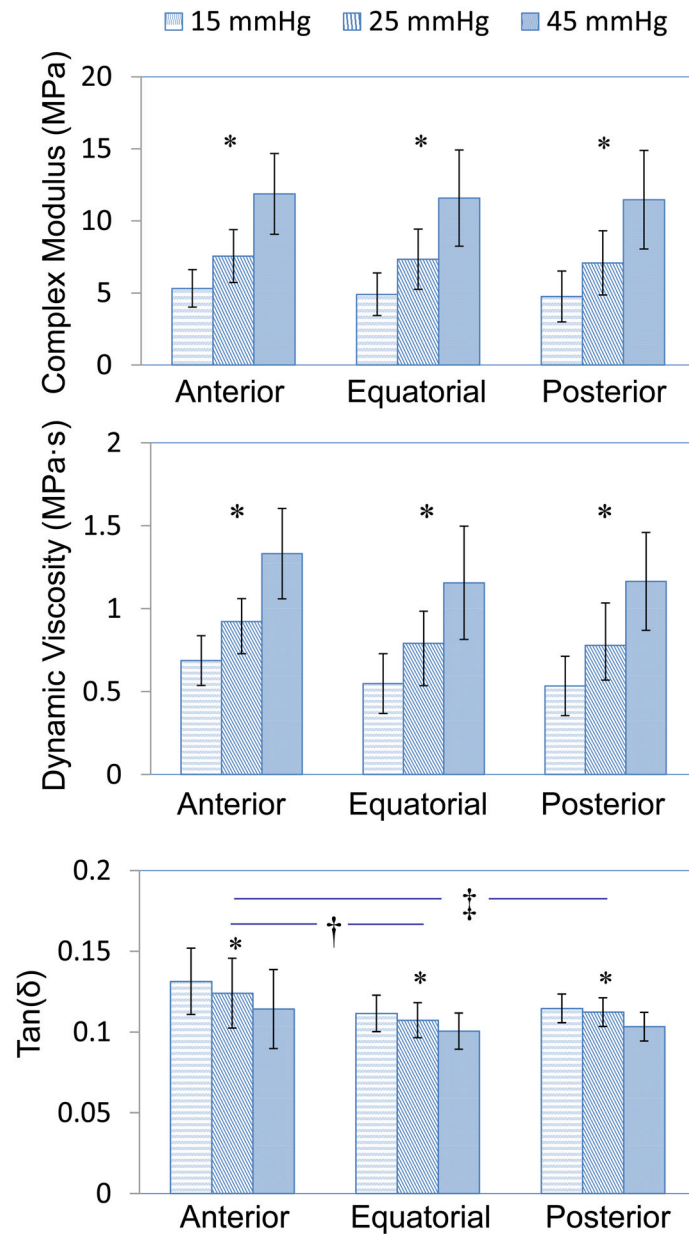 15 mmHg 25 mmHg 45 mmHg
Complex Modulus (MPa)
20
15
10
5
0
* * *
Anterior Equatorial Posterior
Dynamic Viscosity (MPa·s)
2
1.5
1
0.5
0
* * *
Anterior Equatorial Posterior
Tan(δ)
0.2
0.15
0.1
0.05
0
‡
†
* * *
Anterior Equatorial Posterior